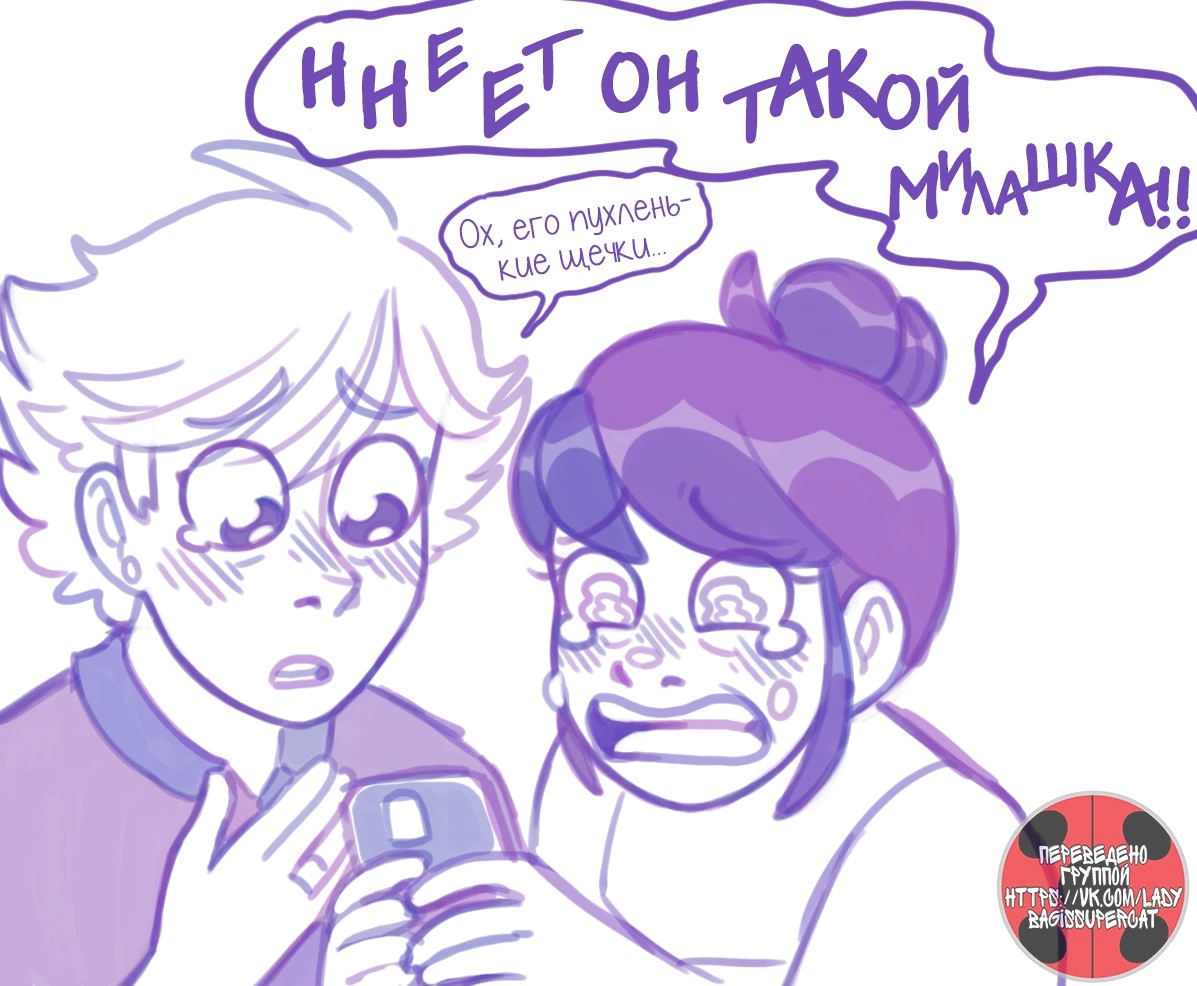 ННЕЕТ ОН ТАКОЙ
МИЛАШКА!!
Ох, его пухлень-
кие щечки...
ПЕРЕВЕДЕНО
ГРУППОЙ
HTTPS://VK.COM/LADY
BAGISSUPERCAT